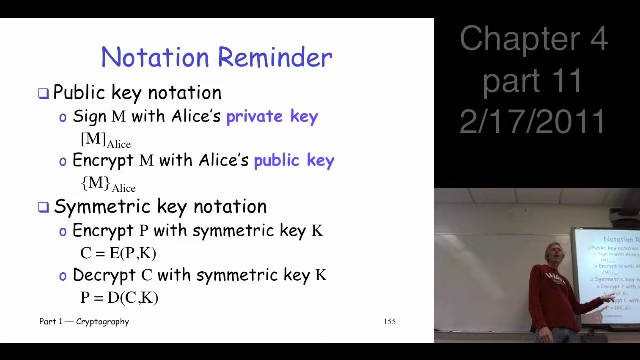 Notation Reminder
Public key notation
Sign M with Alice's private key
[M]Alice
Encrypt M with Alice's public key
{M}Alice
Symmetric key notation
Encrypt P with symmetric key K
C = E(P,K)
Decrypt C with symmetric key K
P = D(C,K)
Part 1 — Cryptography
155
Chapter 4
part 11
2/17/2011